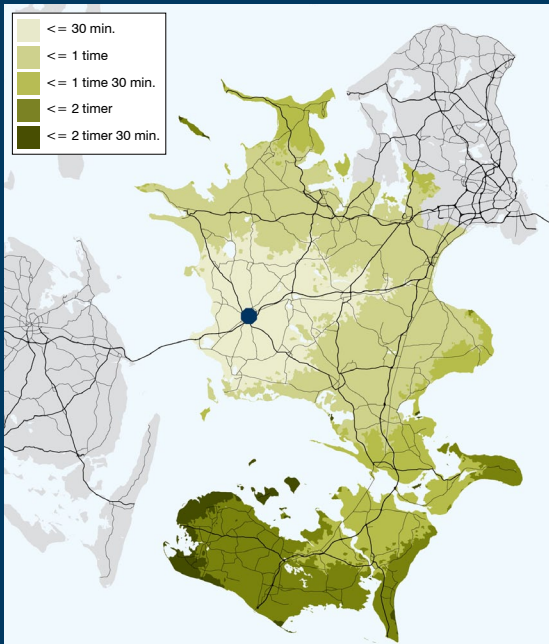 <= 30 min.
<= 1 time
<= 1 time 30 min.
<= 2 timer
<= 2 timer 30 min.